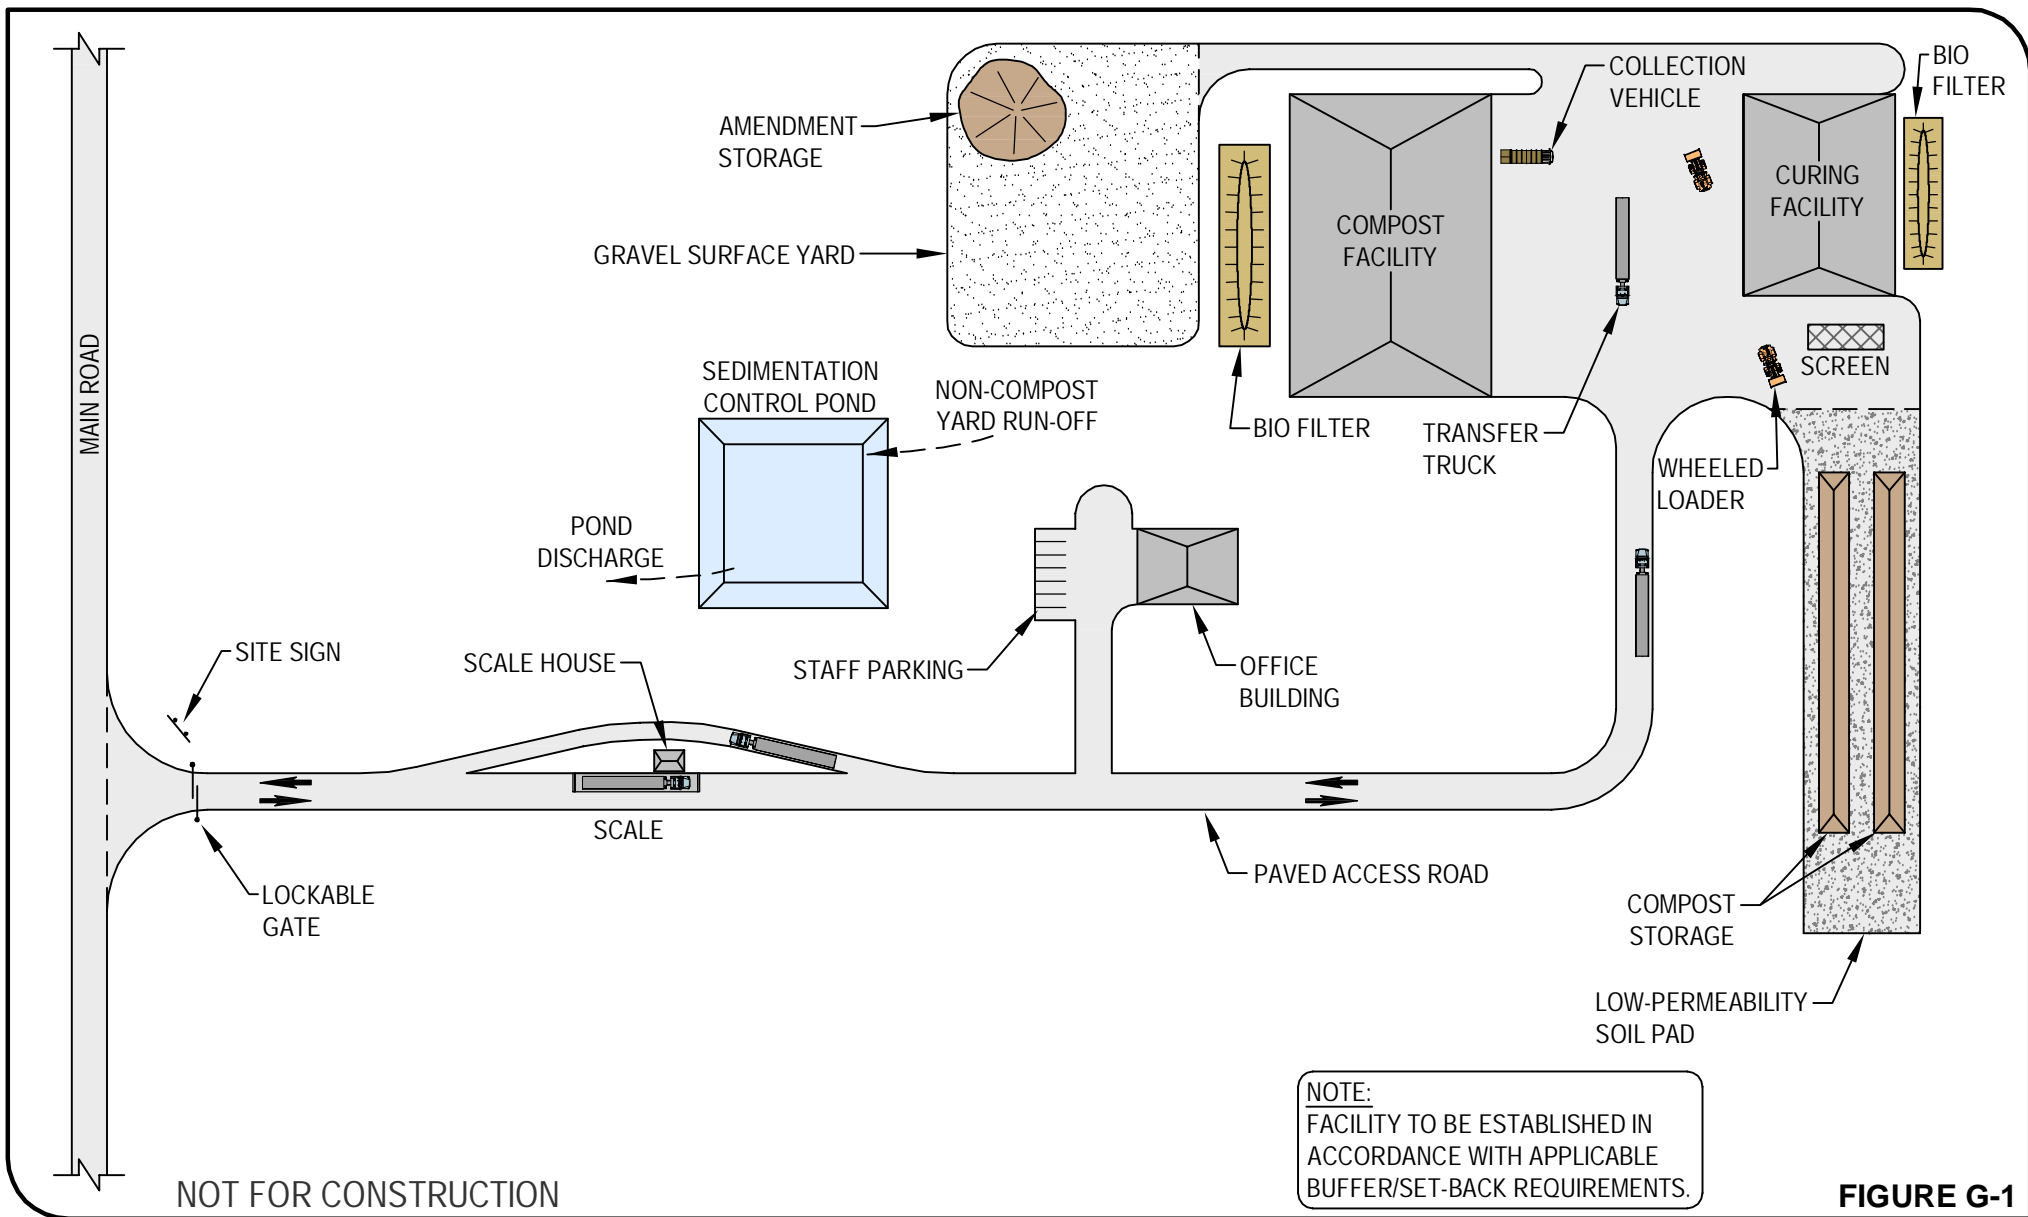 COLLECTION
VEHICLE
BIO
FILTER
AMENDMENT
STORAGE
CURING
FACILITY
COMPOST
FACILITY
GRAVEL SURFACE YARD
MAIN ROAD
SEDIMENTATION
CONTROL POND
NON-COMPOST
YARD RUN-OFF
SCREEN
BIO FILTER
TRANSFER
TRUCK
WHEELED
LOADER
POND
DISCHARGE
SITE SIGN
SCALE HOUSE
STAFF PARKING
OFFICE
BUILDING
SCALE
PAVED ACCESS ROAD
LOCKABLE
GATE
COMPOST
STORAGE
LOW-PERMEABILITY
SOIL PAD
NOTE:
FACILITY TO BE ESTABLISHED IN
ACCORDANCE WITH APPLICABLE
BUFFER/SET-BACK REQUIREMENTS.
NOT FOR CONSTRUCTION
FIGURE G-1